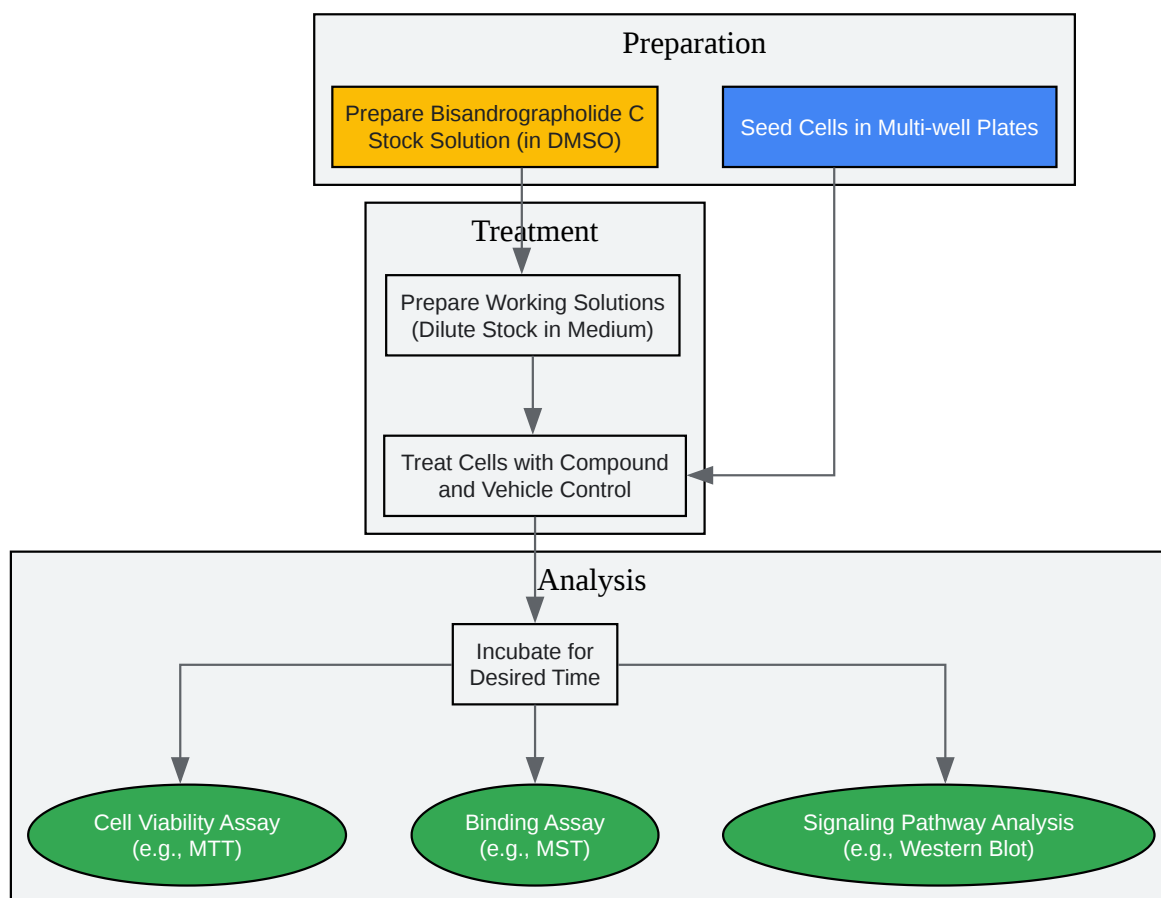 Preparation
Prepare Bisandrographolide C
Stock Solution (in DMSO)
Seed Cells in Multi-well Plates
Treatment
Prepare Working Solutions
(Dilute Stock in Medium)
Treat Cells with Compound
and Vehicle Control
Analysis
Incubate for
Desired Time
Cell Viability Assay
(e.g., MTT)
Binding Assay
(e.g., MST)
Signaling Pathway Analysis
(e.g., Western Blot)